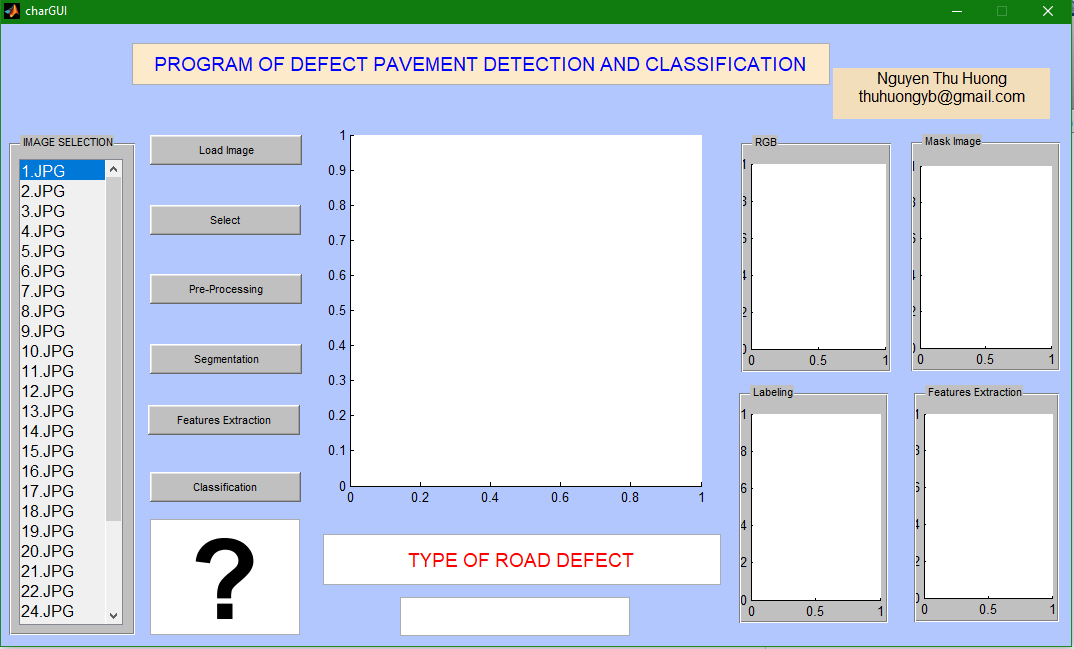 charGUI
PROGRAM OF DEFECT PAVEMENT DETECTION AND CLASSIFICATION
Nguyen Thu Huong
thuhuongyb@gmail.com
IMAGE SELECTION
1.JPG
2.JPG
3.JPG
4.JPG
5.JPG
6.JPG
7.JPG
8.JPG
9.JPG
10.JPG
11.JPG
12.JPG
13.JPG
14.JPG
15.JPG
16.JPG
17.JPG
18.JPG
19.JPG
20.JPG
21.JPG
22.JPG
24.JPG
Load Image
Select
Pre-Processing
Segmentation
Features Extraction
Classification
?
1
0.9
0.8
0.7
0.6
0.5
0.4
0.3
0.2
0.1
0
0 0.2 0.4 0.6 0.8 1
TYPE OF ROAD DEFECT
RGB
1
8
6
4
2
0
0 0.5 1
Mask Image
1
8
6
4
2
0
0 0.5 1
Labeling
1
8
6
4
2
0
0 0.5 1
Features Extraction
1
8
6
4
2
0
0 0.5 1